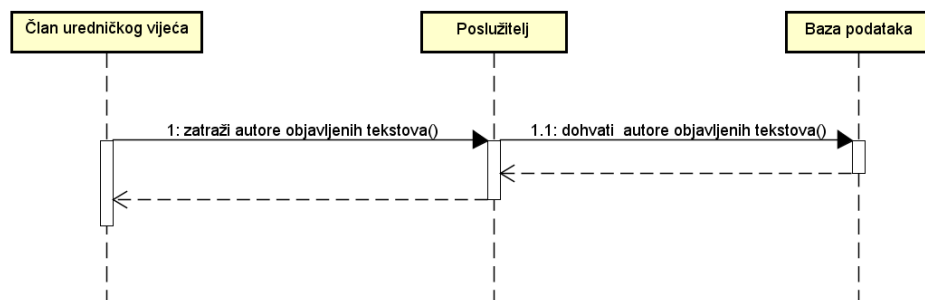 Član uredničkog vijeća
Poslužitelj
Baza podataka
1: zatraži autore objavljenih tekstova()
1.1: dohvati  autore objavljenih tekstova()